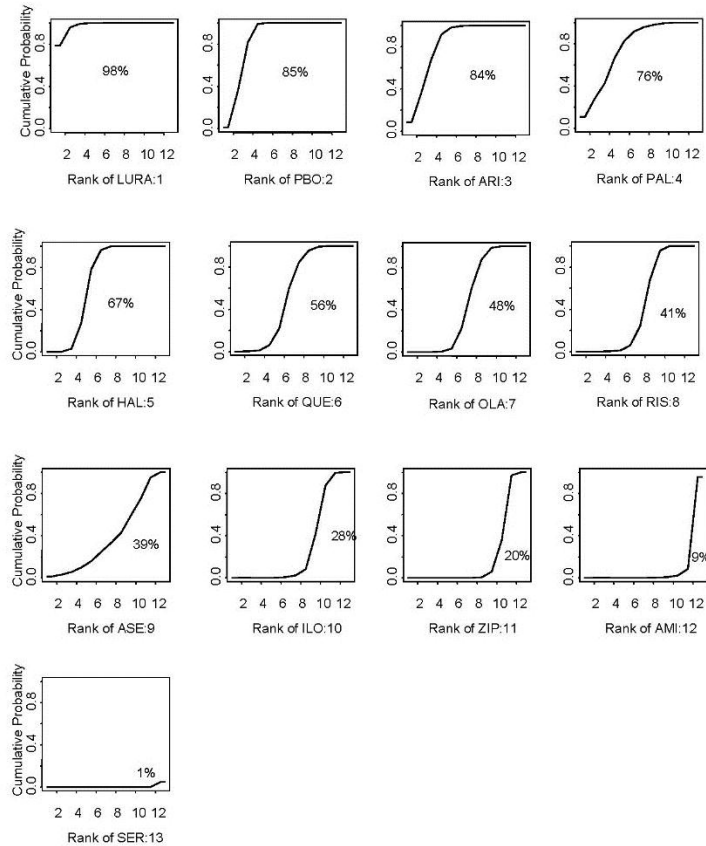 Cumulative Probability
0.0 0.4 0.8
98%
2 4 6 8 10 12
Rank of LURA:1
0.0 0.4 0.8
85%
2 4 6 8 10 12
Rank of PBO:2
0.0 0.4 0.8
84%
2 4 6 8 10 12
Rank of ARI:3
0.0 0.4 0.8
76%
2 4 6 8 10 12
Rank of PAL:4
Cumulative Probability
0.0 0.4 0.8
67%
2 4 6 8 10 12
Rank of HAL:5
0.0 0.4 0.8
56%
2 4 6 8 10 12
Rank of QUE:6
0.0 0.4 0.8
48%
2 4 6 8 10 12
Rank of OLA:7
0.0 0.4 0.8
41%
2 4 6 8 10 12
Rank of RIS:8
Cumulative Probability
0.0 0.4 0.8
39%
2 4 6 8 10 12
Rank of ASE:9
0.0 0.4 0.8
28%
2 4 6 8 10 12
Rank of ILO:10
0.0 0.4 0.8
20%
2 4 6 8 10 12
Rank of ZIP:11
0.0 0.4 0.8
9%
2 4 6 8 10 12
Rank of AMI:12
Cumulative Probability
0.0 0.4 0.8
1%
2 4 6 8 10 12
Rank of SER:13